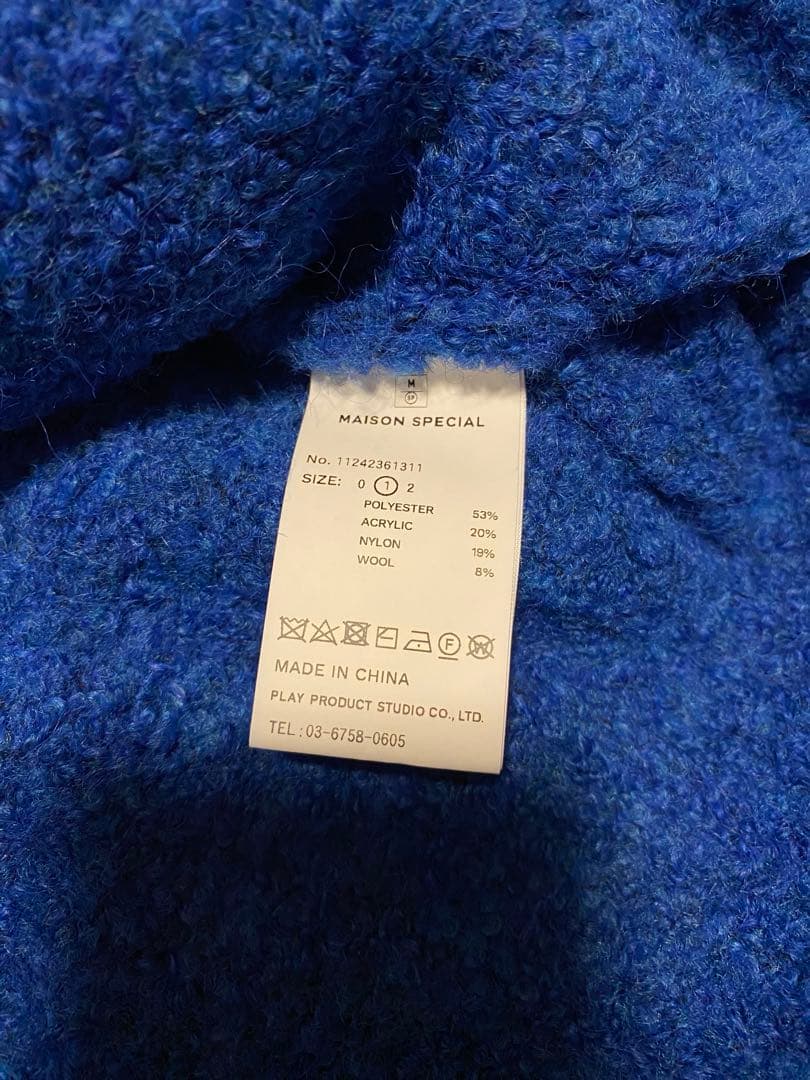 M
SP
MAISON SPECIAL
No. 11242361311
SIZE: 0 1 2
POLYESTER 53%
ACRYLIC 20%
NYLON 19%
WOOL 8%
F W
MADE IN CHINA
PLAY PRODUCT STUDIO CO., LTD.
TEL : 03-6758-0605